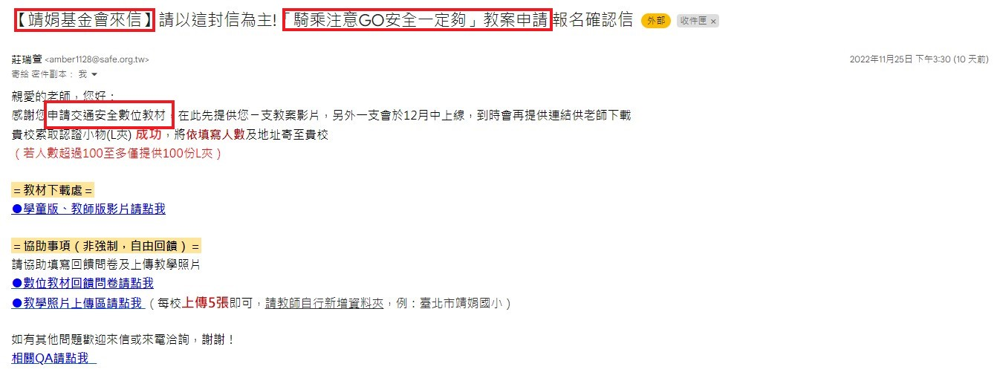 【靖娟基金會來信】請以這封信為主!「騎乘注意GO安全一定夠」教案申請 報名確認信 外部 收件匣 ×
莊瑞萱 <amber1128@safe.org.tw> 2022年11月25日 下午3:30 (10 天前)
寄給 密件副本： 我
親愛的老師，您好：
感謝您申請交通安全數位教材，在此先提供您一支教案影片，另外一支會於12月中上線，到時會再提供連結供老師下載
貴校索取認證小物(L夾) 成功，將依填寫人數及地址寄至貴校
（若人數超過100至多僅提供100份L夾）
=教材下載處=
●學童版、教師版影片請點我
=協助事項（非強制，自由回饋）=
請協助填寫回饋問卷及上傳教學照片
●數位教材回饋問卷請點我
●教學照片上傳區請點我 （每校上傳5張即可，請教師自行新增資料夾，例：臺北市靖娟國小）
如有其他問題歡迎來信或來電洽詢，謝謝！
相關QA請點我